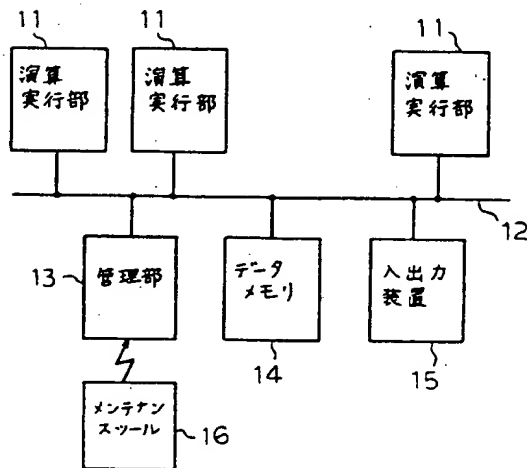 11
11
11
演算
実行部
演算
実行部
演算
実行部
12
13
管理部
データ
メモリ
入出力
装置
14
15
メンテナン
スツール
16